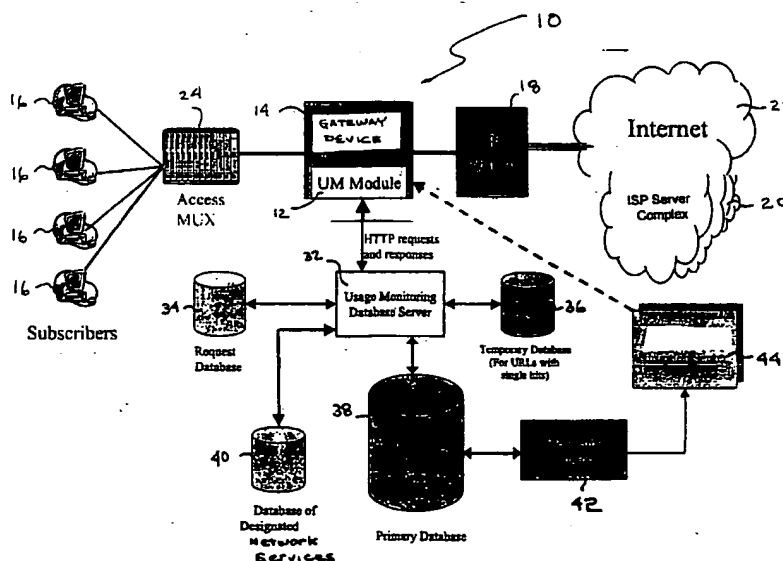 10
16
24
14
GATEWAY
DEVICE
18
Internet
ISP Server
Complex
20
16
UM Module
12
Access
MUX
16
HTTP requests
and responses
16
32
34
Usage Monitoring
Database Server
36
Subscribers
Request
Database
Temporary Database
(For URLs with
single hits)
44
38
40
42
Database of
Designated
NETWORK
SERVICES
Primary Database